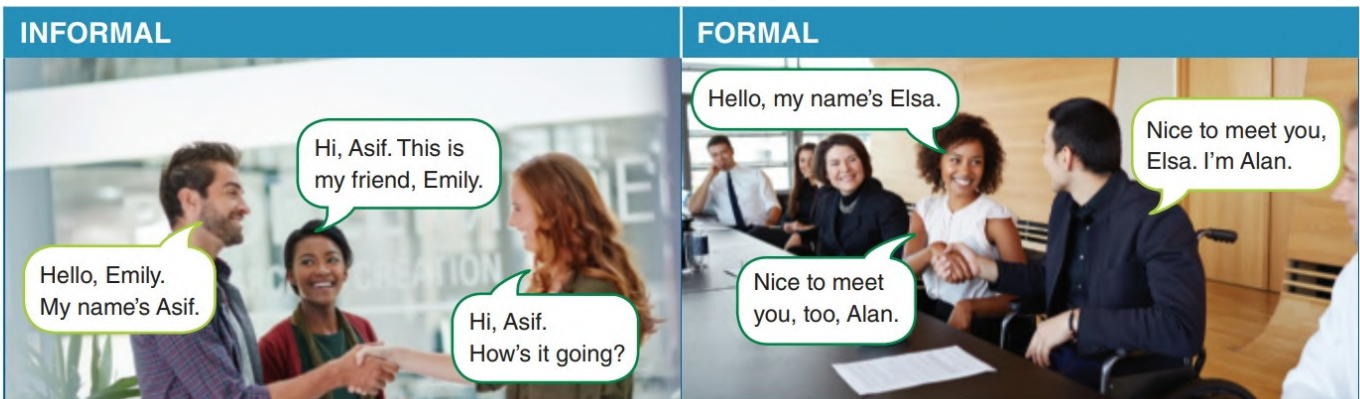 INFORMAL
Hi, Asif. This is
my friend, Emily.
Hello, Emily.
My name's Asif.
Hi, Asif.
How's it going?
FORMAL
Hello, my name's Elsa.
Nice to meet you,
Elsa. I'm Alan.
Nice to meet
you, too, Alan.